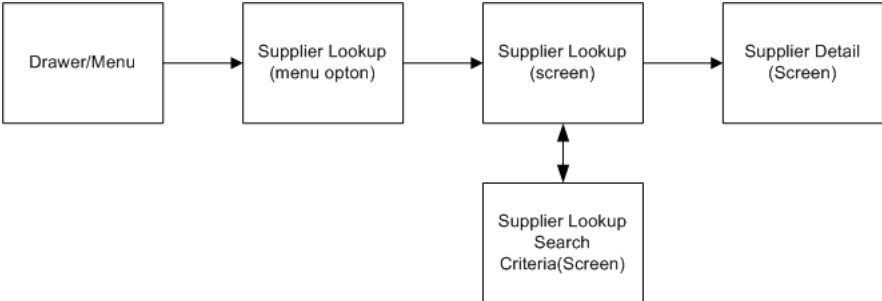 Drawer/Menu
Supplier Lookup
(menu opton)
Supplier Lookup
(screen)
Supplier Detail
(Screen)
Supplier Lookup
Search
Criteria(Screen)